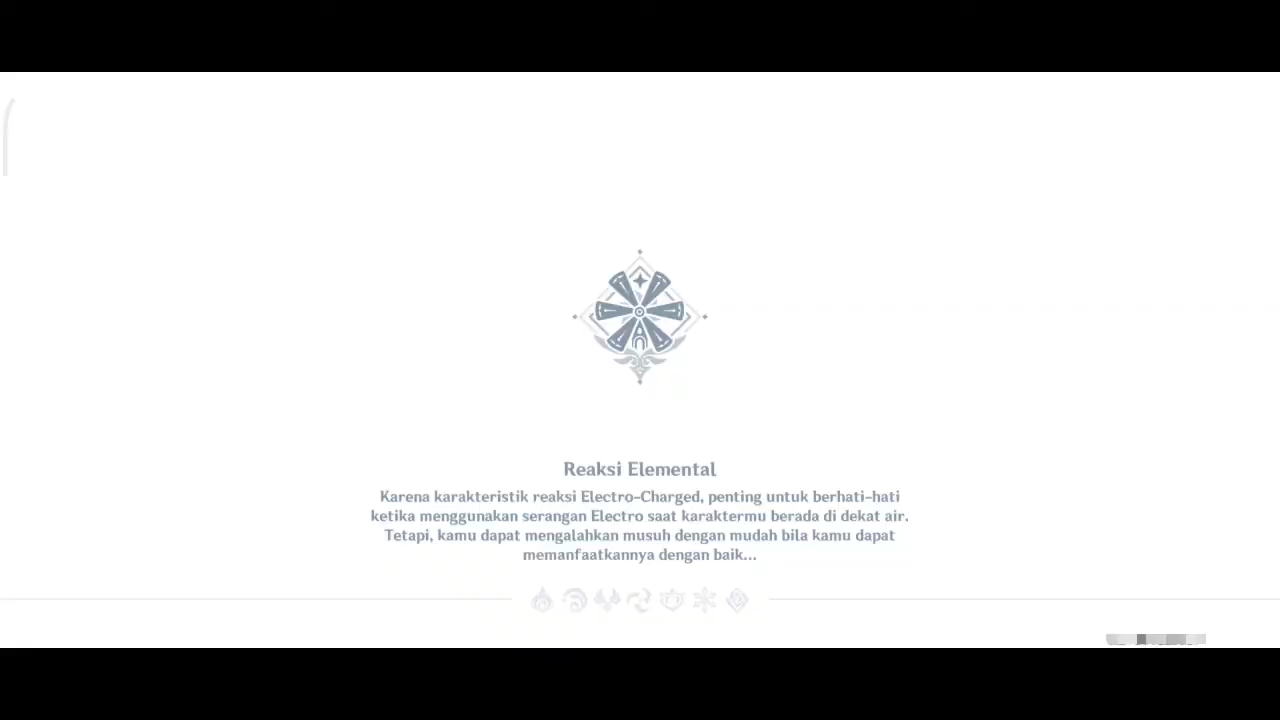 Reaksi Elemental
Karena karakteristik reaksi Electro-Charged, penting untuk berhati-hati
ketika menggunakan serangan Electro saat karaktermu berada di dekat air.
Tetapi, kamu dapat mengalahkan musuh dengan mudah bila kamu dapat
memanfaatkannya dengan baik...